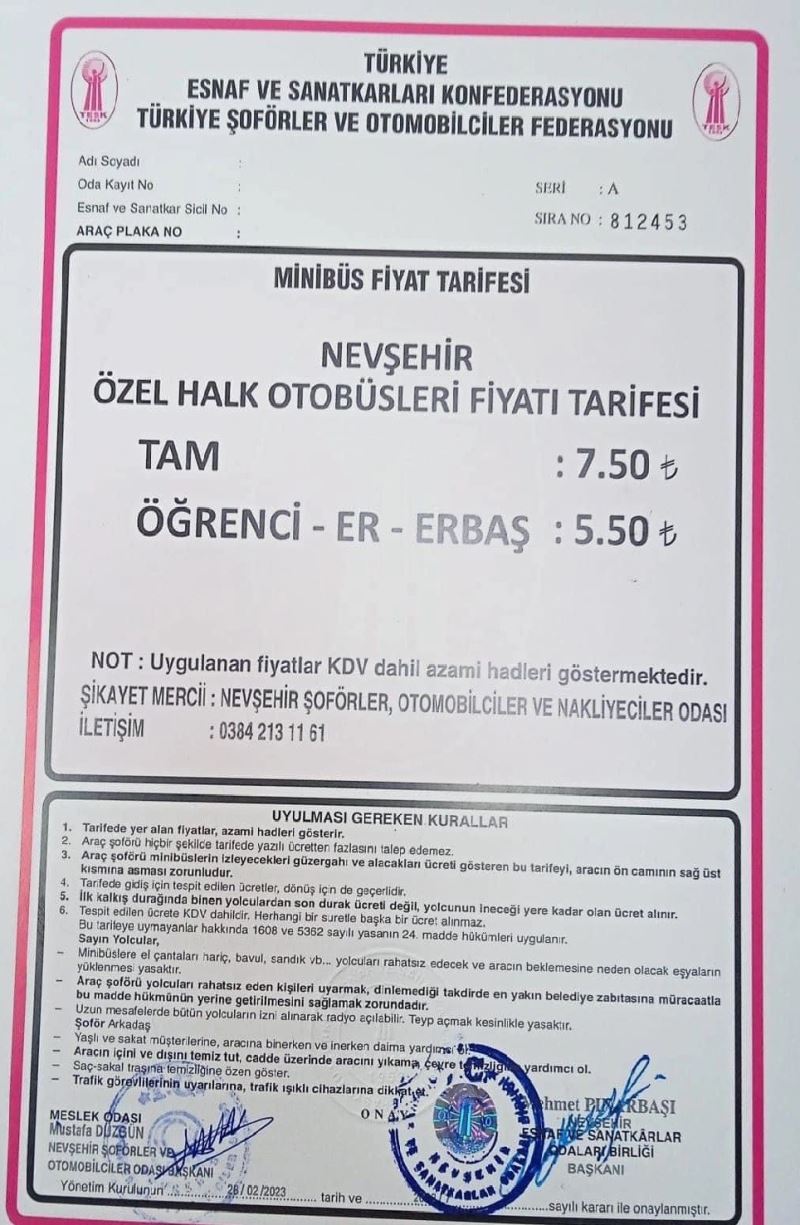 TÜRKİYE
ESNAF VE SANATKARLARI KONFEDERASYONU
TÜRKİYE ŞOFÖRLER VE OTOMOBİLCİLER FEDERASYONU
TESK
TESK
Adı Soyadı :
Oda Kayıt No :
Esnaf ve Sanatkar Sicil No :
ARAÇ PLAKA NO :
SERİ : A
SIRA NO : 812453
MİNİBÜS FİYAT TARİFESİ
NEVŞEHİR
ÖZEL HALK OTOBÜSLERİ FİYATI TARİFESİ
TAM : 7.50 ₺
ÖĞRENCİ - ER - ERBAŞ : 5.50 ₺
NOT : Uygulanan fiyatlar KDV dahil azami hadleri göstermektedir.
ŞİKAYET MERCİİ : NEVŞEHİR ŞOFÖRLER, OTOMOBİLCİLER VE NAKLİYECİLER ODASI
İLETİŞİM : 0384 213 11 61
UYULMASI GEREKEN KURALLAR
1. Tarifede yer alan fiyatlar, azami hadleri gösterir.
2. Araç şoförü hiçbir şekilde tarifede yazılı ücretten fazlasını talep edemez.
3. Araç şoförü minibüslerin izleyecekleri güzergahı ve alacakları ücreti gösteren bu tarifeyi, aracın ön camının sağ üst
kısmına asması zorunludur.
4. Tarifede gidiş için tespit edilen ücretler, dönüş için de geçerlidir.
5. İlk kalkış durağında binen yolculardan son durak ücreti değil, yolcunun ineceği yere kadar olan ücret alınır.
6. Tespit edilen ücrete KDV dahildir. Herhangi bir suretle başka bir ücret alınmaz.
Bu tarifeye uymayanlar hakkında 1608 ve 5362 sayılı yasanın 24. madde hükümleri uygulanır.
Sayın Yolcular,
– Minibüslere el çantaları hariç, bavul, sandık vb... yolcuları rahatsız edecek ve aracın beklemesine neden olacak eşyaların
yüklenmesi yasaktır.
– Araç şoförü yolcuları rahatsız eden kişileri uyarmak, dinlemediği takdirde en yakın belediye zabıtasına müracaatla
bu madde hükmünün yerine getirilmesini sağlamak zorundadır.
– Uzun mesafelerde bütün yolcuların izni alınarak radyo açılabilir. Teyp açmak kesinlikle yasaktır.
Şoför Arkadaş
– Yaşlı ve sakat müşterilerine, aracına binerken ve inerken daima yardımcı ol.
– Aracın içini ve dışını temiz tut, cadde üzerinde aracını yıkama, çevre temizliğine yardımcı ol.
– Saç-sakal traşına temizliğine özen göster.
– Trafik görevlilerinin uyarılarına, trafik ışıklı cihazlarına dikkat et.
ONAY
MESLEK ODASI
Mustafa DÜZGÜN
NEVŞEHİR ŞOFÖRLER VE
OTOMOBİLCİLER ODASI BAŞKANI
NEVŞEHİR
ehmet PINARBAŞI
NEVŞEHİR
ESNAF VE SANATKÂRLAR
ODALARI BİRLİĞİ
BAŞKANI
Yönetim Kurulunun 28/02/2023 tarih ve sayılı kararı ile onaylanmıştır.